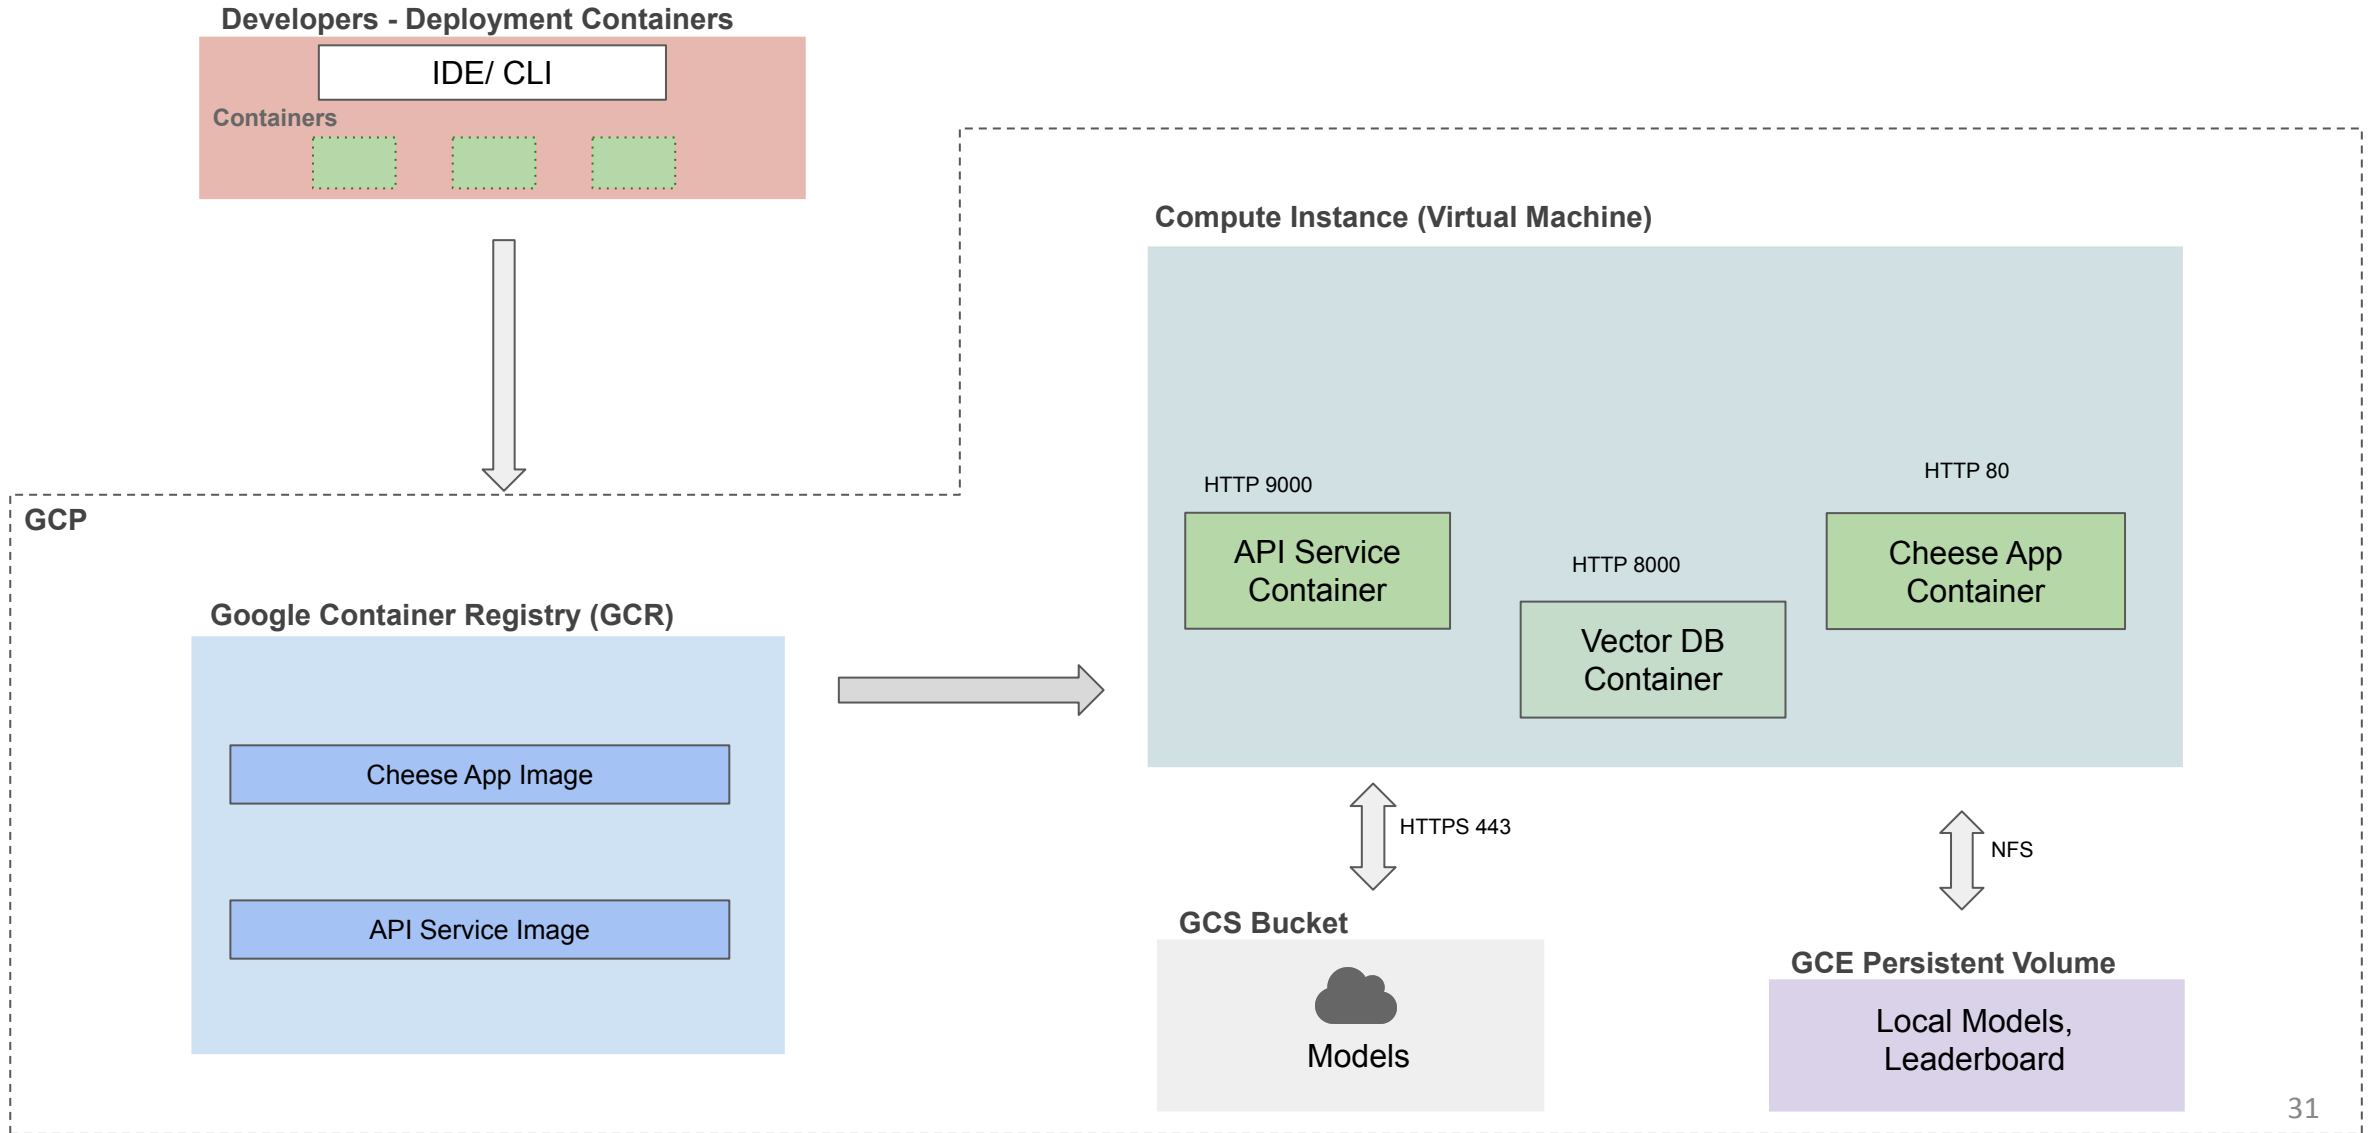 Developers - Deployment Containers
IDE/ CLI
Containers
GCP
Google Container Registry (GCR)
Cheese App Image
API Service Image
Compute Instance (Virtual Machine)
HTTP 9000
API Service
Container
HTTP 8000
Vector DB
Container
HTTP 80
Cheese App
Container
HTTPS 443
NFS
GCS Bucket
Models
GCE Persistent Volume
Local Models,
Leaderboard
31